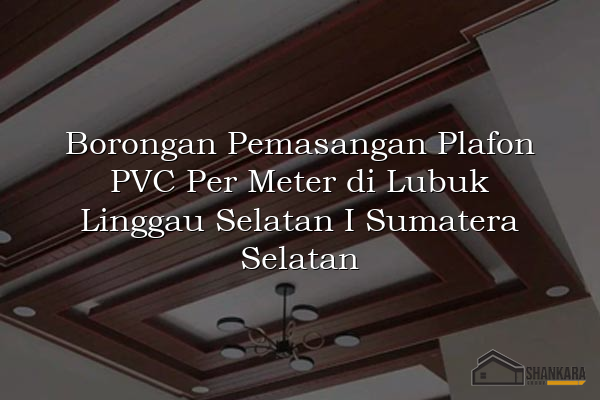 Borongan Pemasangan Plafon
PVC Per Meter di Lubuk
Linggau Selatan I Sumatera
Selatan
SHANKARA